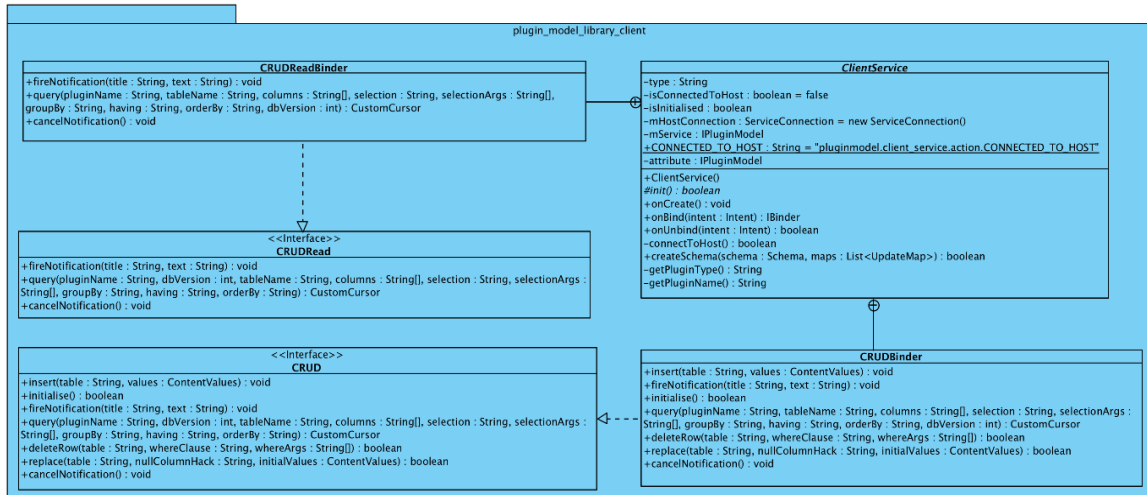 plugin_model_library_client
CRUDReadBinder
+fireNotification(title : String, text : String) : void
+query(pluginName : String, tableName : String, columns : String[], selection : String, selectionArgs : String[],
groupBy : String, having : String, orderBy : String, dbVersion : int) : CustomCursor
+cancelNotification() : void
ClientService
-type : String
-isConnectedToHost : boolean = false
-isInitialised : boolean
-mHostConnection : ServiceConnection = new ServiceConnection()
-mService : IPluginModel
+CONNECTED_TO_HOST : String = "pluginmodel.client_service.action.CONNECTED_TO_HOST"
-attribute : IPluginModel
+ClientService()
#init() : boolean
+onCreate() : void
+onBind(intent : Intent) : IBinder
+onUnbind(intent : Intent) : boolean
-connectToHost() : boolean
+createSchema(schema : Schema, maps : List<UpdateMap>) : boolean
-getPluginType() : String
-getPluginName() : String
<<Interface>>
CRUDRead
+fireNotification(title : String, text : String) : void
+query(pluginName : String, dbVersion : int, tableName : String, columns : String[], selection : String, selectionArgs :
String[], groupBy : String, having : String, orderBy : String) : CustomCursor
+cancelNotification() : void
<<Interface>>
CRUD
+insert(table : String, values : ContentValues) : void
+initialise() : boolean
+fireNotification(title : String, text : String) : void
+query(pluginName : String, dbVersion : int, tableName : String, columns : String[], selection : String, selectionArgs :
String[], groupBy : String, having : String, orderBy : String) : CustomCursor
+deleteRow(table : String, whereClause : String, whereArgs : String[]) : boolean
+replace(table : String, nullColumnHack : String, initialValues : ContentValues) : boolean
+cancelNotification() : void
CRUDBinder
+insert(table : String, values : ContentValues) : void
+fireNotification(title : String, text : String) : void
+initialise() : boolean
+query(pluginName : String, tableName : String, columns : String[], selection : String, selectionArgs :
String[], groupBy : String, having : String, orderBy : String, dbVersion : int) : CustomCursor
+deleteRow(table : String, whereClause : String, whereArgs : String[]) : boolean
+replace(table : String, nullColumnHack : String, initialValues : ContentValues) : boolean
+cancelNotification() : void